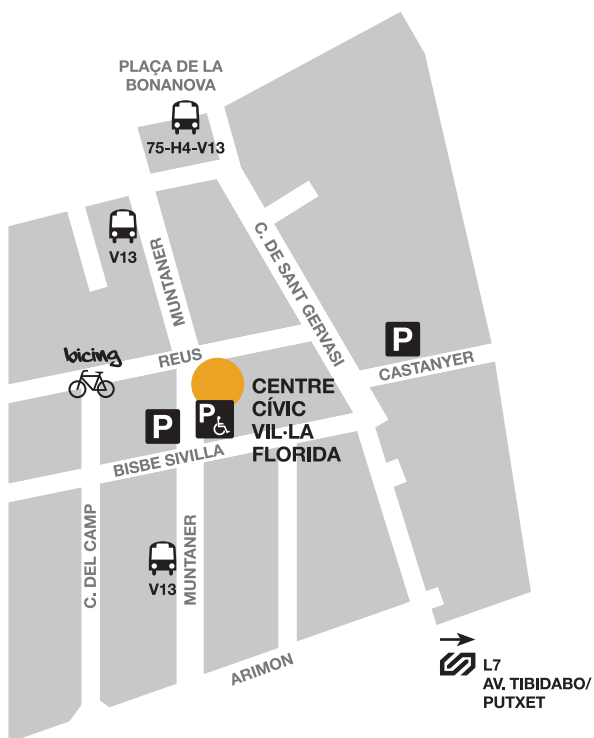 PLAÇA DE LA
BONANOVA
75-H4-V13
V13
MUNTANER
C. DE SANT GERVASI
bicing
REUS
P
CASTANYER
CENTRE
CÍVIC
VIL·LA
FLORIDA
P
P
BISBE SIVILLA
C. DEL CAMP
V13
MUNTANER
ARIMON
L7
AV. TIBIDABO/
PUTXET